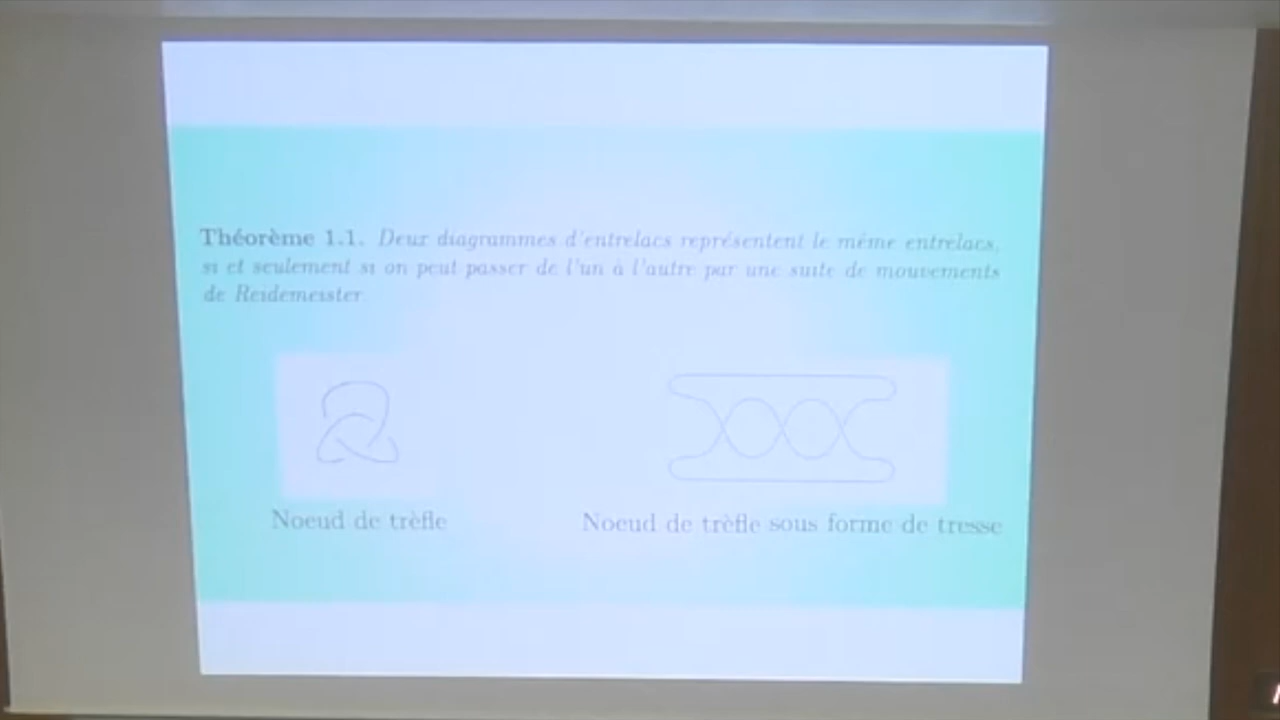 Théorème 1.1. Deux diagrammes d'entrelacs représentent le même entrelacs,
si et seulement si on peut passer de l'un à l'autre par une suite de mouvements
de Reidemeister
Noeud de trèfle
Noeud de trèfle sous forme de tresse